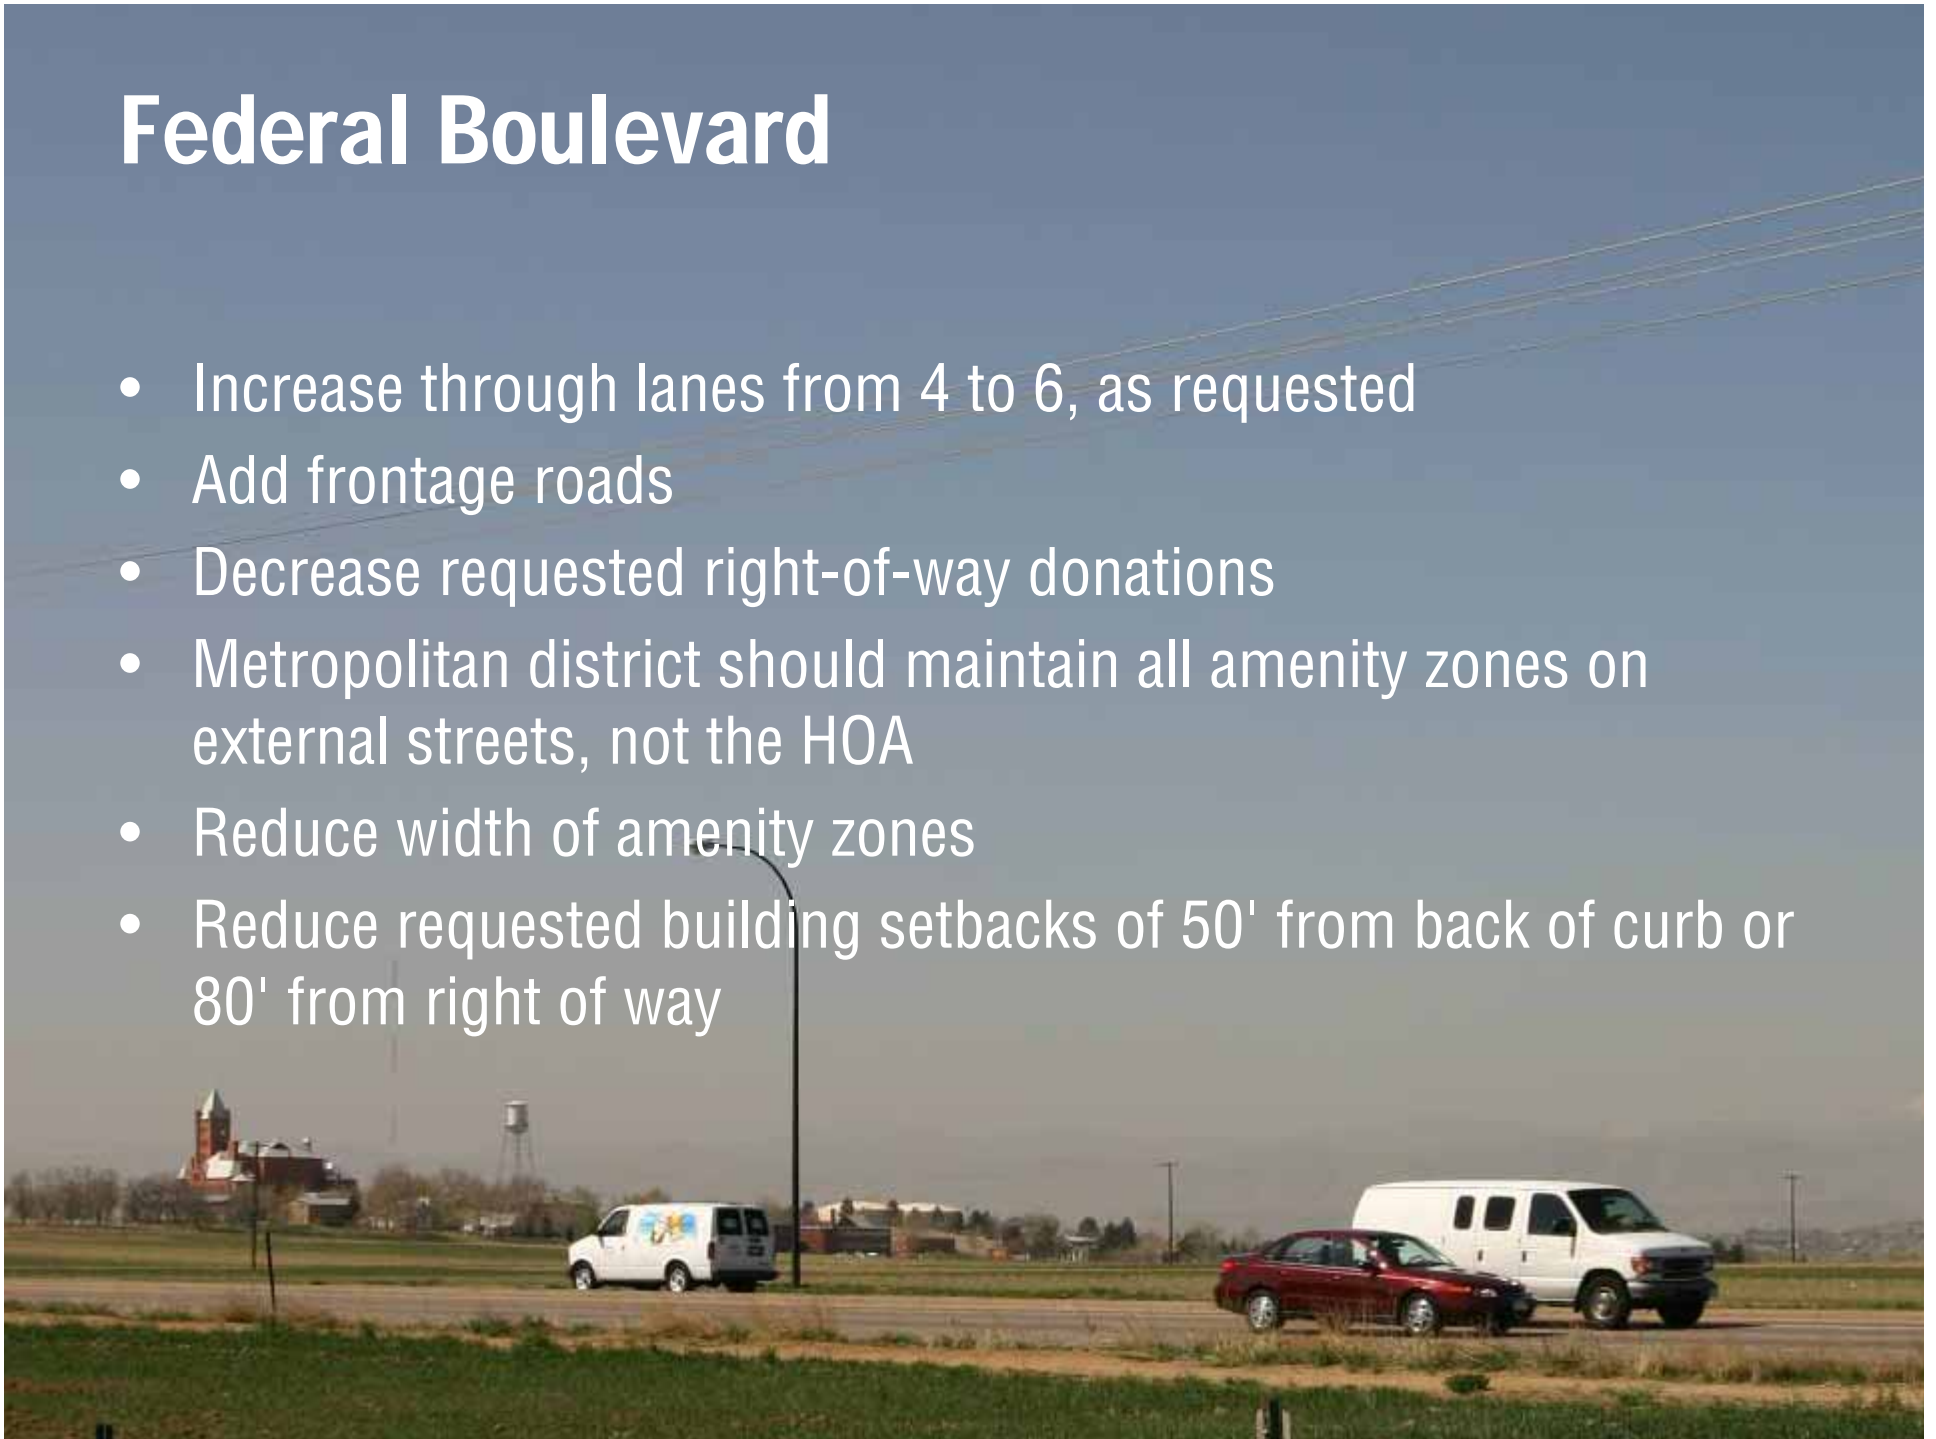 Federal Boulevard
• Increase through lanes from 4 to 6, as requested
• Add frontage roads
• Decrease requested right-of-way donations
• Metropolitan district should maintain all amenity zones on
external streets, not the HOA
• Reduce width of amenity zones
• Reduce requested building setbacks of 50' from back of curb or
80' from right of way